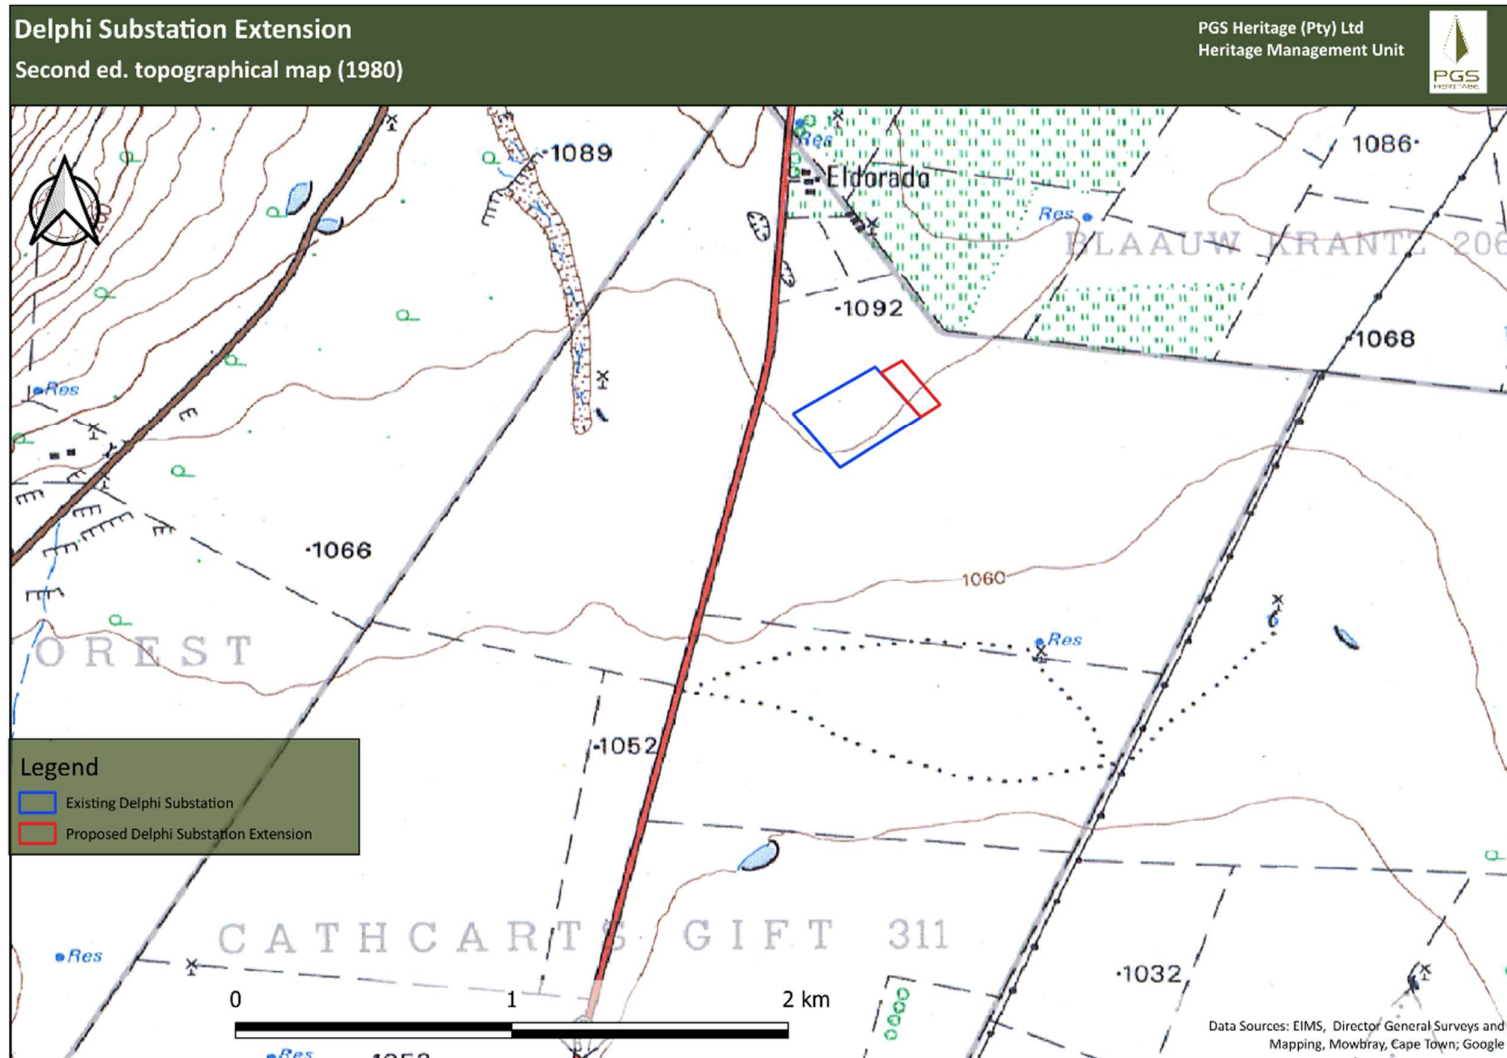 Delphi Substation Extension
Second ed. topographical map (1980)
PGS Heritage (Pty) Ltd
Heritage Management Unit
PGS
HERITAGE
·1089
Res
Eldorado
1086·
Res
BLAAUW KRANTZ 206
·1092
·1068
Res
·1066
1060
Res
OREST
·1052
Legend
Existing Delphi Substation
Proposed Delphi Substation Extension
CATHCARTS GIFT 311
Res
·1032
0 1 2 km
Res
Data Sources: EIMS, Director General Surveys and
Mapping, Mowbray, Cape Town; Google